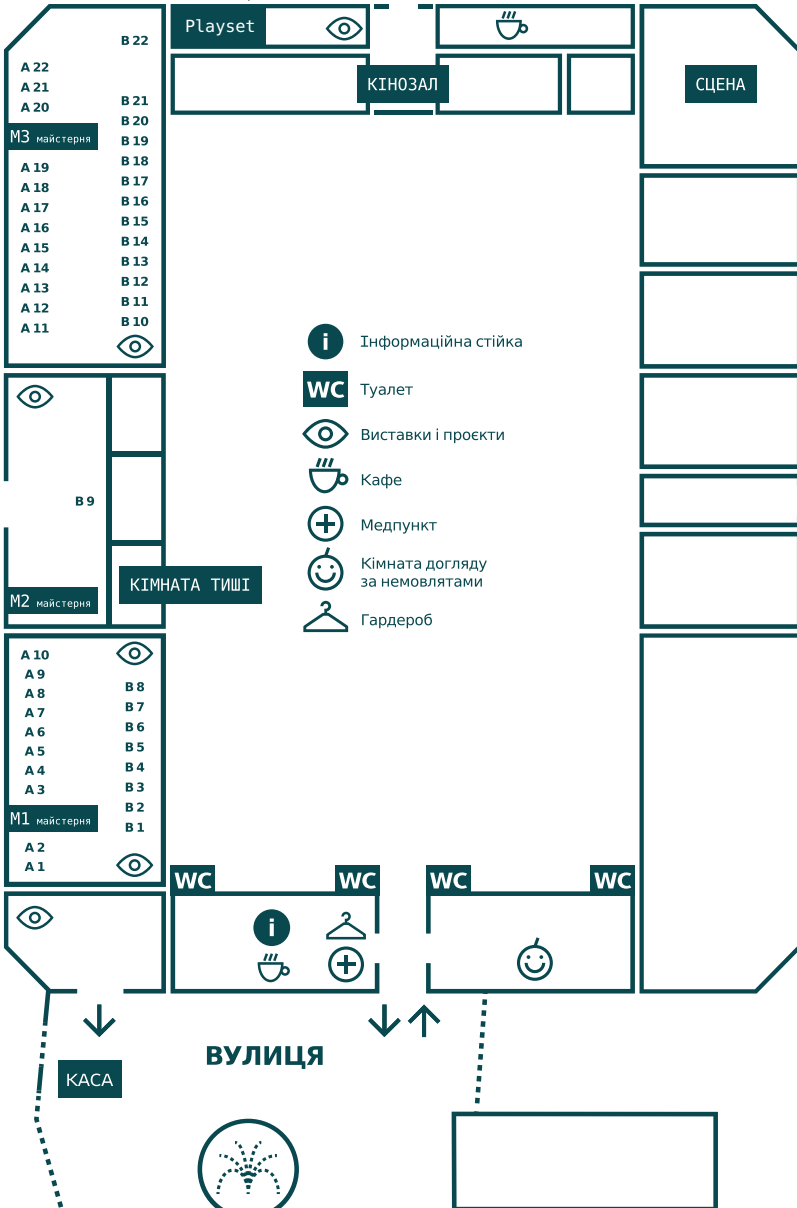 Playset
КІНОЗАЛ
СЦЕНА
B 22
A 22
A 21
A 20
M3 майстерня
A 19
A 18
A 17
A 16
A 15
A 14
A 13
A 12
A 11
B 21
B 20
B 19
B 18
B 17
B 16
B 15
B 14
B 13
B 12
B 11
B 10
B 9
M2 майстерня
КІМНАТА ТИШІ
i Інформаційна стійка
WC Туалет
Виставки і проєкти
Кафе
Медпункт
Кімната догляду
за немовлятами
Гардероб
A 10
A 9
A 8
A 7
A 6
A 5
A 4
A 3
M1 майстерня
A 2
A 1
B 8
B 7
B 6
B 5
B 4
B 3
B 2
B 1
WC
WC
WC
WC
i
ВУЛИЦЯ
КАСА